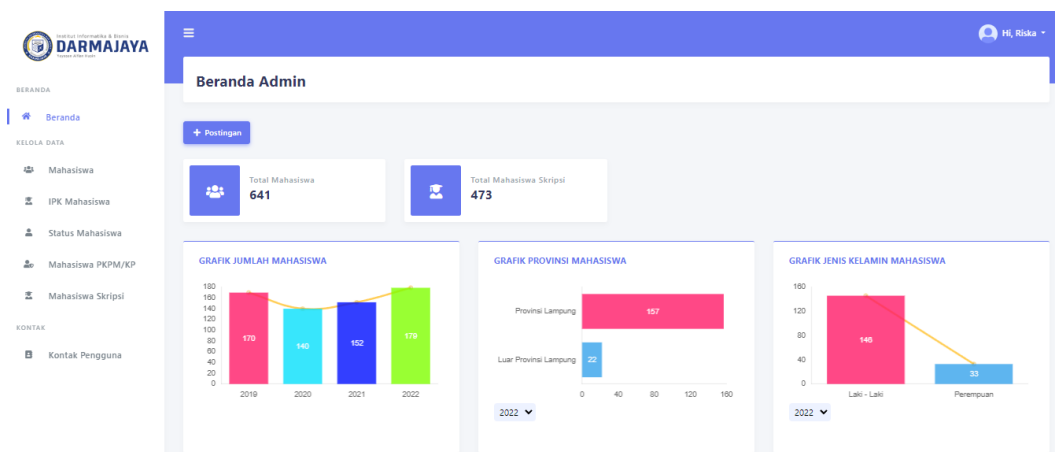 Institut Informatika & Bisnis
DARMAJAYA
Hi, Riska
BERANDA
Beranda
KELOLA DATA
Mahasiswa
IPK Mahasiswa
Status Mahasiswa
Mahasiswa PKPM/KP
Mahasiswa Skripsi
KONTAK
Kontak Pengguna
Beranda Admin
+ Postingan
Total Mahasiswa
641
Total Mahasiswa Skripsi
473
GRAFIK JUMLAH MAHASISWA
180
160
140
120
100
80
60
40
20
0
170
140
152
179
2019 2020 2021 2022
GRAFIK PROVINSI MAHASISWA
Provinsi Lampung 157
Luar Provinsi Lampung 22
0 40 80 120 160
2022
GRAFIK JENIS KELAMIN MAHASISWA
160
120
80
40
0
146
33
Laki - Laki Perempuan
2022